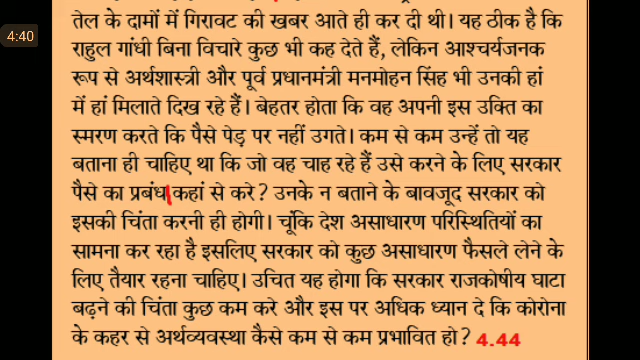 तेल के दामों में गिरावट की खबर आते ही कर दी थी। यह ठीक है कि
4:40
राहुल गांधी बिना विचारे कुछ भी कह देते हैं, लेकिन आश्चर्यजनक
रूप से अर्थशास्त्री और पूर्व प्रधानमंत्री मनमोहन सिंह भी उनकी हां
में हां मिलाते दिख रहे हैं। बेहतर होता कि वह अपनी इस उक्ति का
स्मरण करते कि पैसे पेड़ पर नहीं उगते। कम से कम उन्हें तो यह
बताना ही चाहिए था कि जो वह चाह रहे हैं उसे करने के लिए सरकार
पैसे का प्रबंध कहां से करे? उनके न बताने के बावजूद सरकार को
इसकी चिंता करनी ही होगी। चूंकि देश असाधारण परिस्थितियों का
सामना कर रहा है इसलिए सरकार को कुछ असाधारण फैसले लेने के
लिए तैयार रहना चाहिए। उचित यह होगा कि सरकार राजकोषीय घाटा
बढ़ने की चिंता कुछ कम करे और इस पर अधिक ध्यान दे कि कोरोना
के कहर से अर्थव्यवस्था कैसे कम से कम प्रभावित हो? 4.44